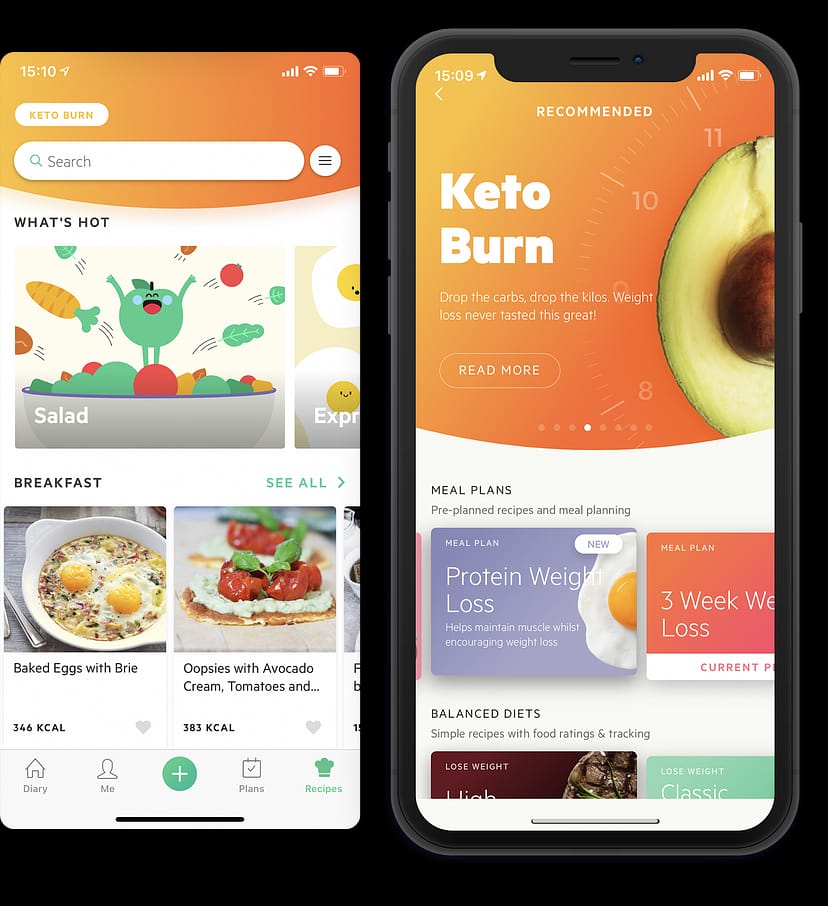 15:10
KETO BURN
Search
WHAT'S HOT
Salad
Expr
BREAKFAST
SEE ALL
Baked Eggs with Brie
346 KCAL
Oopsies with Avocado
Cream, Tomatoes and...
383 KCAL
F
b
15
Diary
Me
Plans
Recipes
15:09
RECOMMENDED
11
10
9
8
Keto
Burn
Drop the carbs, drop the kilos. Weight
loss never tasted this great!
READ MORE
MEAL PLANS
Pre-planned recipes and meal planning
MEAL PLAN
NEW
Protein Weight
Loss
Helps maintain muscle whilst
encouraging weight loss
MEAL PLAN
3 Week We
Loss
CURRENT P
BALANCED DIETS
Simple recipes with food ratings & tracking
LOSE WEIGHT
High
LOSE WEIGHT
Classic